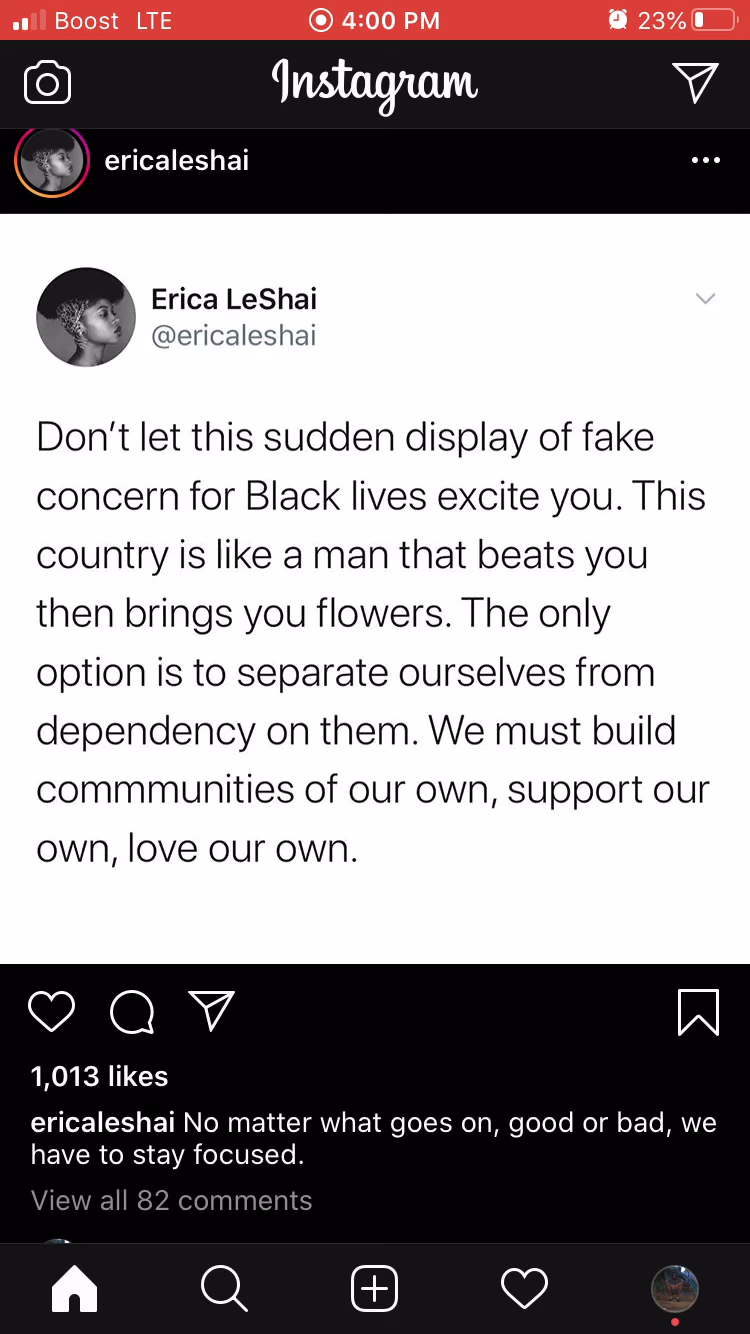 Boost LTE 4:00 PM 23%
Instagram
ericaleshai
Erica LeShai
@ericaleshai
Don't let this sudden display of fake
concern for Black lives excite you. This
country is like a man that beats you
then brings you flowers. The only
option is to separate ourselves from
dependency on them. We must build
commmunities of our own, support our
own, love our own.
1,013 likes
ericaleshai No matter what goes on, good or bad, we
have to stay focused.
View all 82 comments